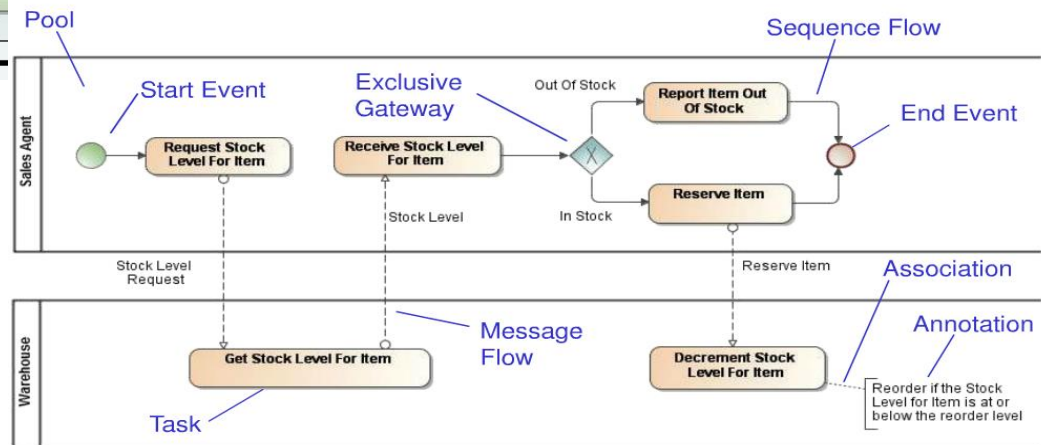 Pool
Sequence Flow
Start Event
Exclusive
Gateway
Out Of Stock
Report Item Out
Of Stock
End Event
Sales Agent
Request Stock
Level For Item
Receive Stock Level
For Item
X
Reserve Item
In Stock
Stock Level
Stock Level
Request
Reserve Item
Association
Message
Flow
Annotation
Warehouse
Get Stock Level For Item
Decrement Stock
Level For Item
Reorder if the Stock
Level for Item is at or
below the reorder level
Task